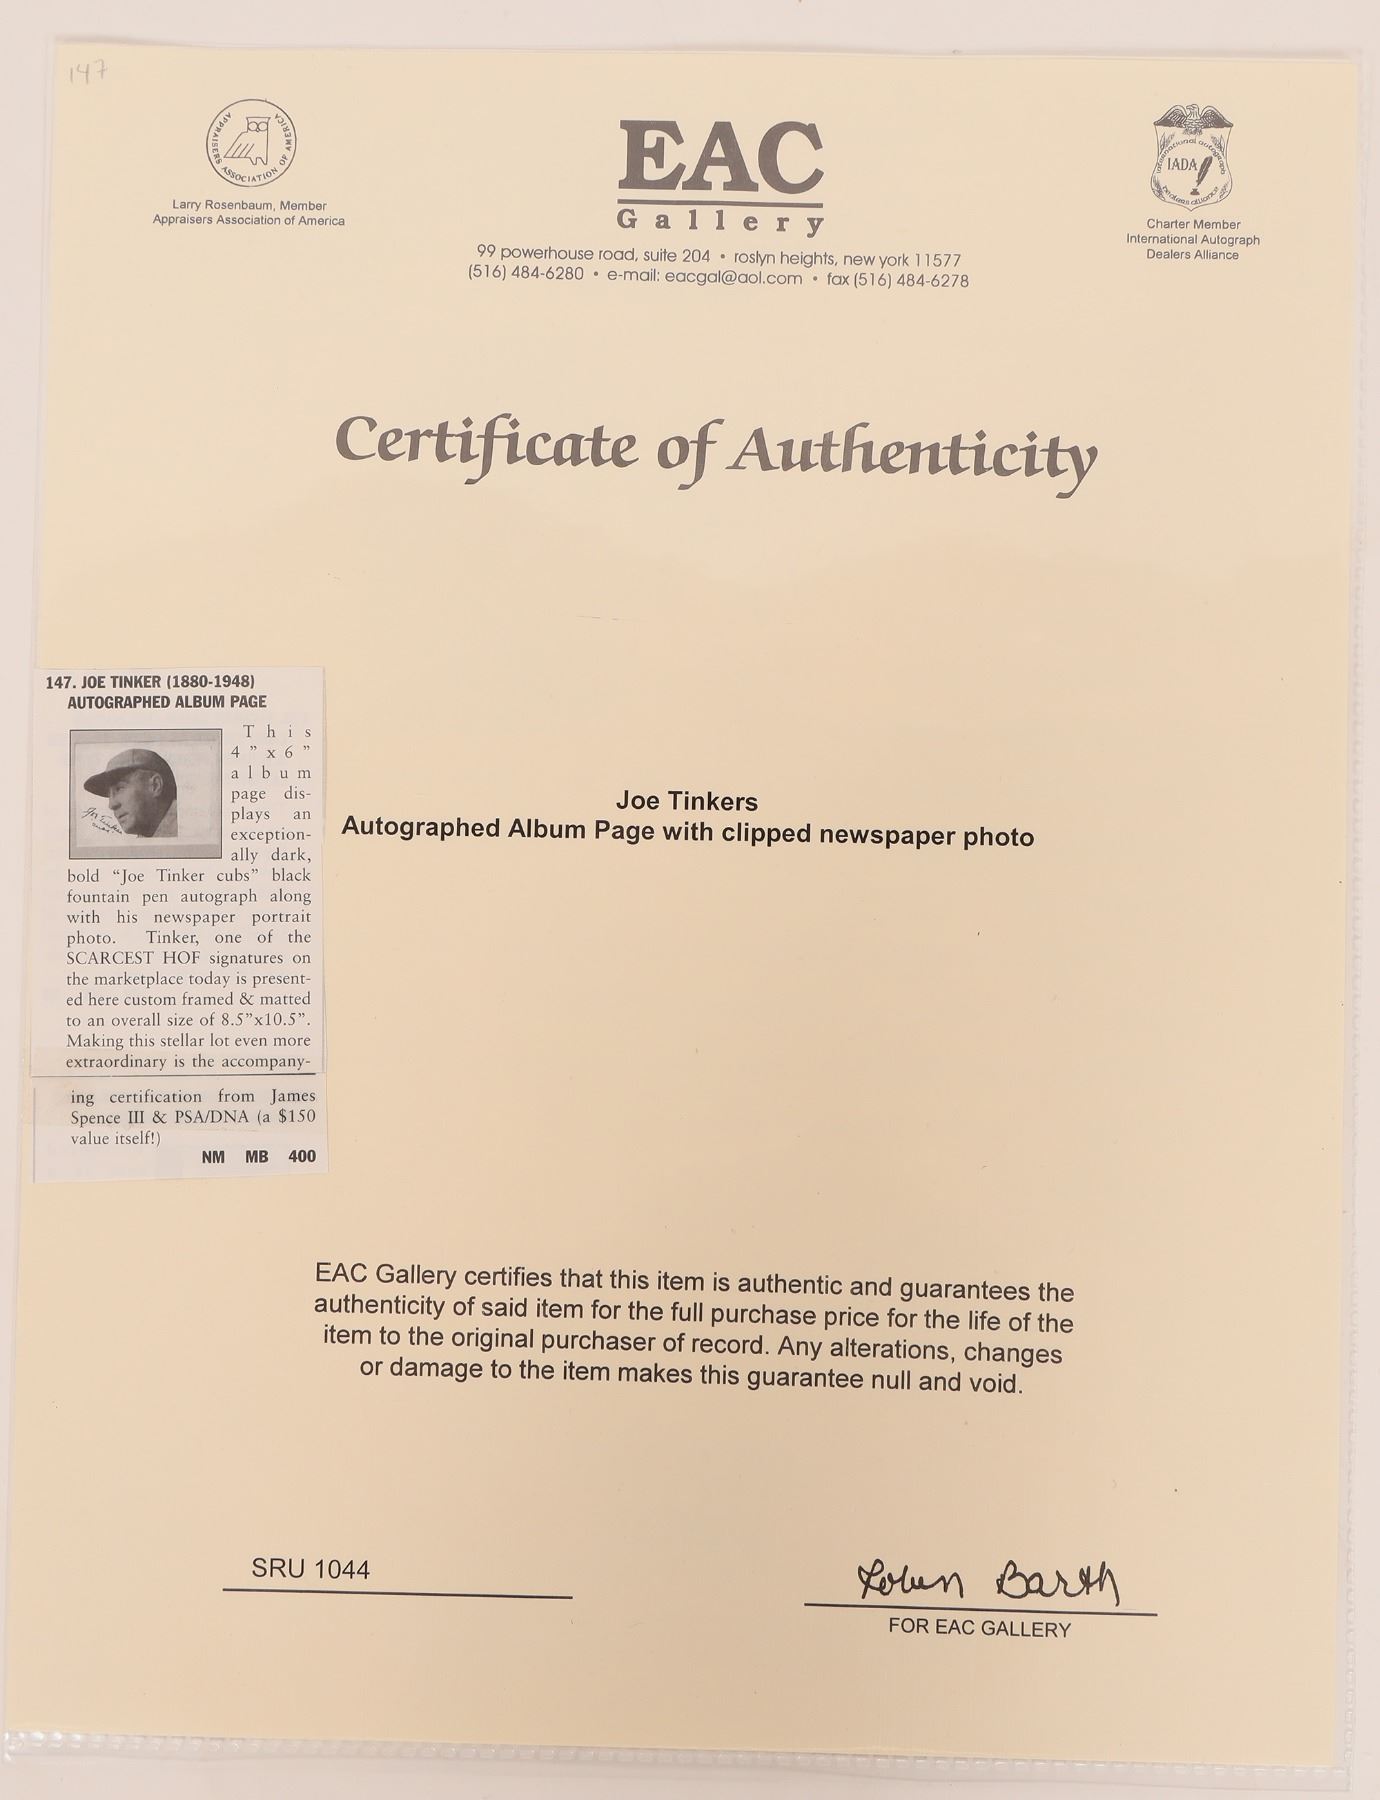 147
APPRAISERS ASSOCIATION OF AMERICA
Larry Rosenbaum, Member
Appraisers Association of America
EAC
Gallery
99 powerhouse road, suite 204 • roslyn heights, new york 11577
(516) 484-6280 • e-mail: eacgal@aol.com • fax (516) 484-6278
international autograph
IADA
dealers alliance
Charter Member
International Autograph
Dealers Alliance
Certificate of Authenticity
147. JOE TINKER (1880-1948)
AUTOGRAPHED ALBUM PAGE
This
4"x6"
album
page dis-
plays an
exception-
ally dark,
bold “Joe Tinker cubs” black
fountain pen autograph along
with his newspaper portrait
photo. Tinker, one of the
SCARCEST HOF signatures on
the marketplace today is present-
ed here custom framed & matted
to an overall size of 8.5”x10.5”.
Making this stellar lot even more
extraordinary is the accompany-
ing certification from James
Spence III & PSA/DNA (a $150
value itself!)
NM MB 400
Joe Tinker
Joe Tinkers
Autographed Album Page with clipped newspaper photo
EAC Gallery certifies that this item is authentic and guarantees the
authenticity of said item for the full purchase price for the life of the
item to the original purchaser of record. Any alterations, changes
or damage to the item makes this guarantee null and void.
SRU 1044
Barth
FOR EAC GALLERY